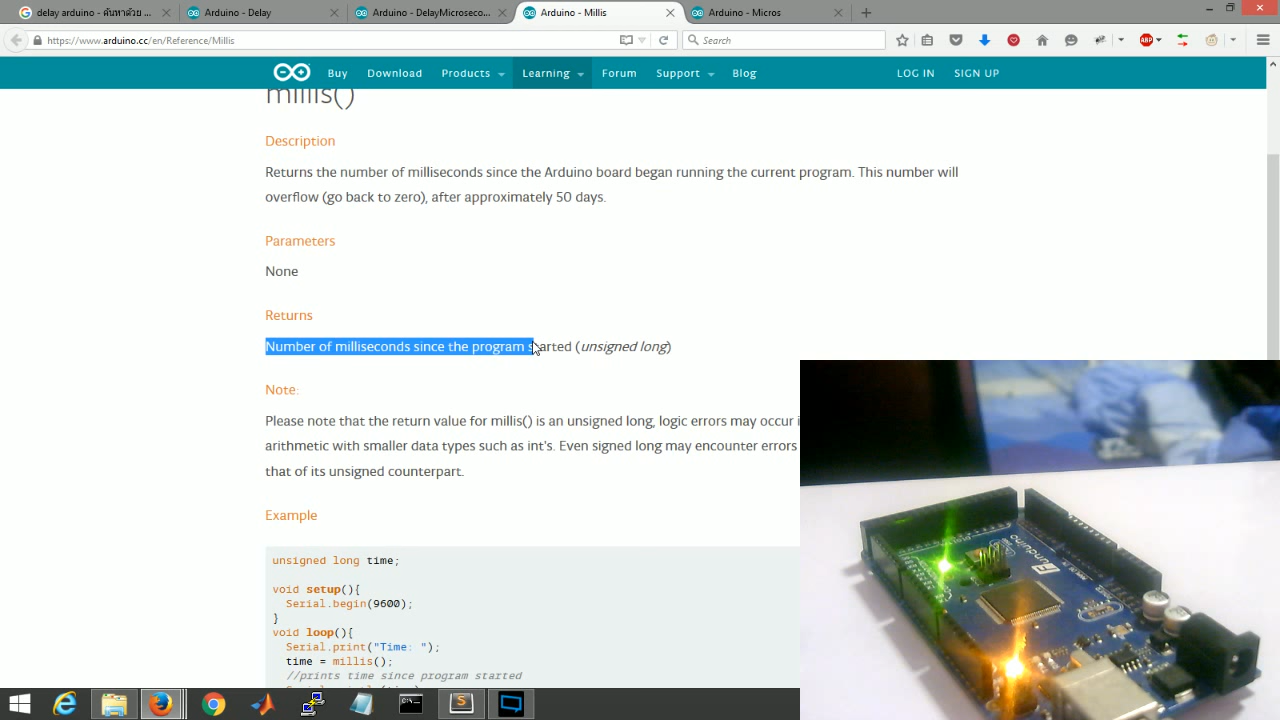 delay arduino - ค้นหาด้วย ...
Arduino - Delay
Arduino - DelayMicroseco...
Arduino - Millis
Arduino - Micros
https://www.arduino.cc/en/Reference/Millis
Search
ABP
Buy
Download
Products
Learning
Forum
Support
Blog
LOG IN
SIGN UP
millis()
Description
Returns the number of milliseconds since the Arduino board began running the current program. This number will
overflow (go back to zero), after approximately 50 days.
Parameters
None
Returns
Number of milliseconds since the program started (unsigned long)
Note:
Please note that the return value for millis() is an unsigned long, logic errors may occur i
arithmetic with smaller data types such as int's. Even signed long may encounter errors
that of its unsigned counterpart.
Example
unsigned long time;
void setup(){
Serial.begin(9600);
}
void loop(){
Serial.print("Time: ");
time = millis();
//prints time since program started
Funduino